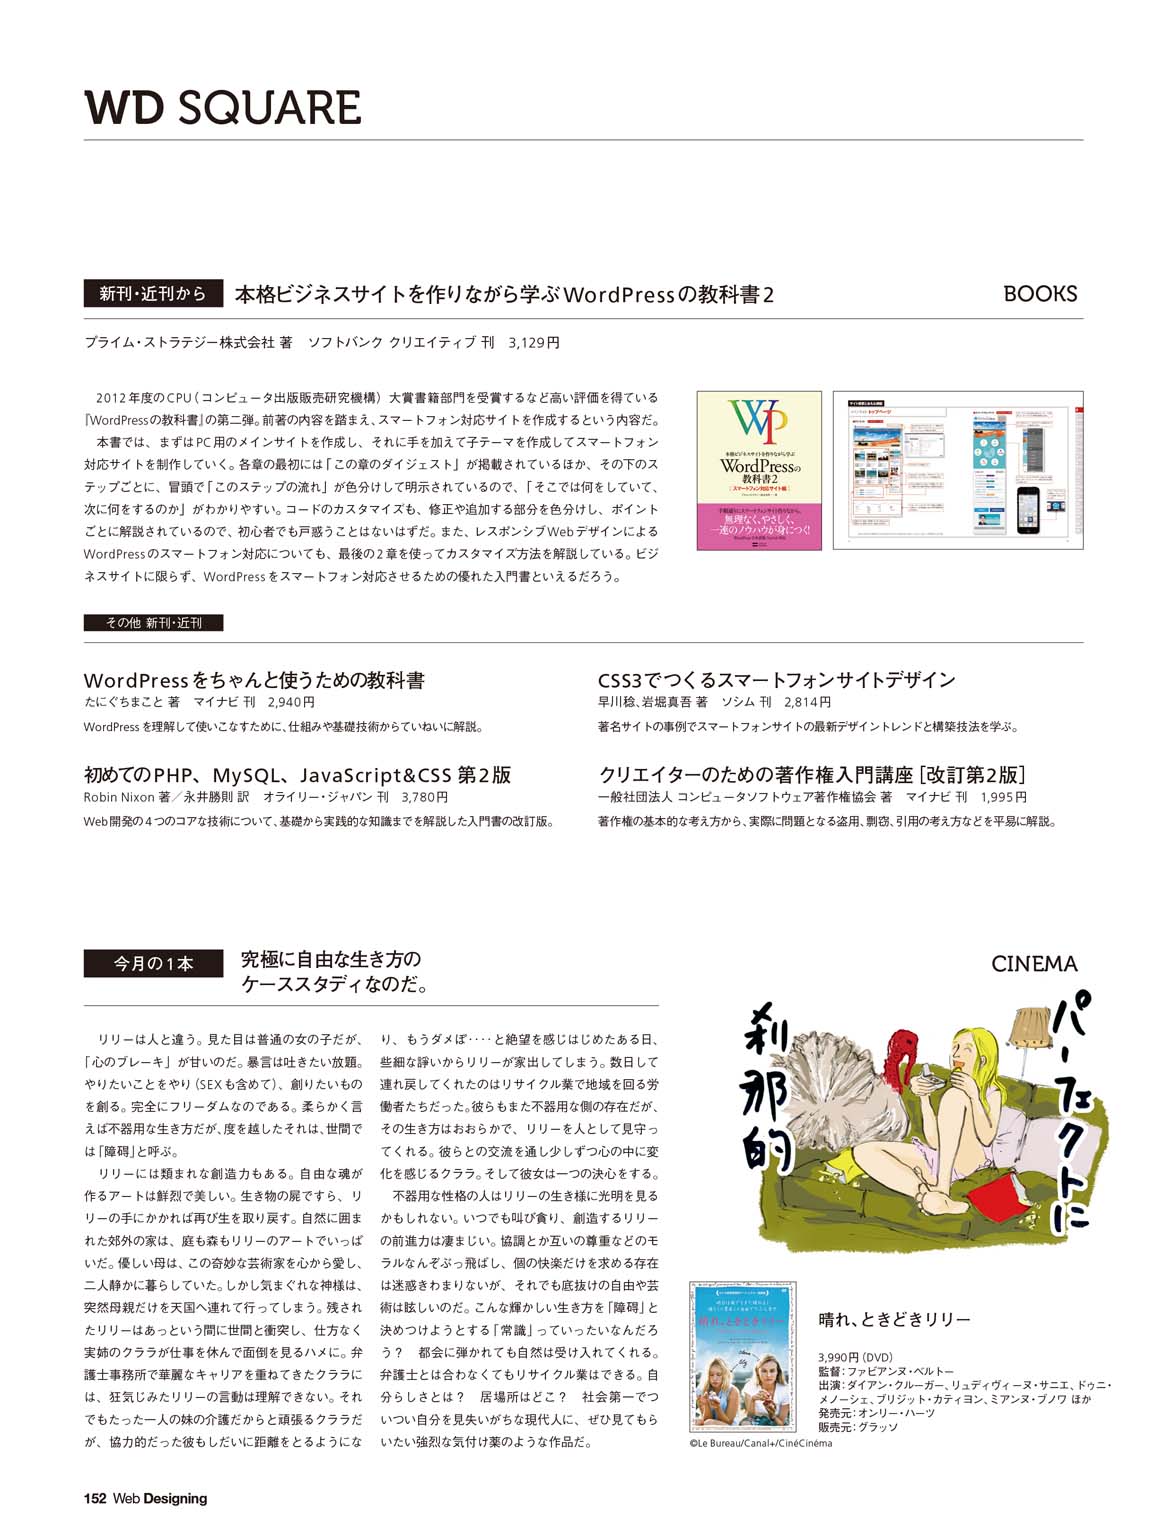 WD SQUARE
新刊・近刊から
本格ビジネスサイトを作りながら学ぶWordPressの教科書2
BOOKS
プライム・ストラテジー株式会社 著　ソフトバンク クリエイティブ 刊　3,129円
2012年度のCPU（コンピュータ出版販売研究機構）大賞書籍部門を受賞するなど高い評価を得ている
『WordPressの教科書』の第二弾。前著の内容を踏まえ、スマートフォン対応サイトを作成するという内容だ。
本書では、まずはPC用のメインサイトを作成し、それに手を加えて子テーマを作成してスマートフォン
対応サイトを制作していく。各章の最初には「この章のダイジェスト」が掲載されているほか、その下のス
テップごとに、冒頭で「このステップの流れ」が色分けして明示されているので、「そこでは何をしていて、
次に何をするのか」がわかりやすい。コードのカスタマイズも、修正や追加する部分を色分けし、ポイント
ごとに解説されているので、初心者でも戸惑うことはないはずだ。また、レスポンシブWebデザインによる
WordPressのスマートフォン対応についても、最後の2章を使ってカスタマイズ方法を解説している。ビジ
ネスサイトに限らず、WordPressをスマートフォン対応させるための優れた入門書といえるだろう。
WP
本格ビジネスサイトを作りながら学ぶ
WordPressの
教科書2
［スマートフォン対応サイト編］
無理なく、やさしく、
一連のノウハウが身につく!
トップページ
その他 新刊・近刊
WordPressをちゃんと使うための教科書
たにぐちまこと 著　マイナビ 刊　2,940円
WordPressを理解して使いこなすために、仕組みや基礎技術からていねいに解説。
CSS3でつくるスマートフォンサイトデザイン
早川稔、岩堀真吾 著　ソシム 刊　2,814円
著名サイトの事例でスマートフォンサイトの最新デザイントレンドと構築技法を学ぶ。
初めてのPHP、MySQL、JavaScript&CSS 第2版
Robin Nixon 著／永井勝則 訳　オライリー・ジャパン 刊　3,780円
Web開発の4つのコアな技術について、基礎から実践的な知識までを解説した入門書の改訂版。
クリエイターのための著作権入門講座［改訂第2版］
一般社団法人 コンピュータソフトウェア著作権協会 著　マイナビ 刊　1,995円
著作権の基本的な考え方から、実際に問題となる盗用、剽窃、引用の考え方などを平易に解説。
今月の1本
究極に自由な生き方の
ケーススタディなのだ。
CINEMA
リリーは人と違う。見た目は普通の女の子だが、
「心のブレーキ」が甘いのだ。暴言は吐きたい放題。
やりたいことをやり（SEXも含めて）、創りたいもの
を創る。完全にフリーダムなのである。柔らかく言
えば不器用な生き方だが、度を越したそれは、世間で
は「障碍」と呼ぶ。
リリーには類まれな創造力もある。自由な魂が
作るアートは鮮烈で美しい。生き物の屍ですら、リ
リーの手にかかれば再び生を取り戻す。自然に囲ま
れた郊外の家は、庭も森もリリーのアートでいっぱ
いだ。優しい母は、この奇妙な芸術家を心から愛し、
二人静かに暮らしていた。しかし気まぐれな神様は、
突然母親だけを天国へ連れて行ってしまう。残され
たリリーはあっという間に世間と衝突し、仕方なく
実姉のクララが仕事を休んで面倒を見るハメに。弁
護士事務所で華麗なキャリアを重ねてきたクララに
は、狂気じみたリリーの言動は理解できない。それ
でもたった一人の妹の介護だからと頑張るクララだ
が、協力的だった彼もしだいに距離をとるようにな
り、もうダメぽ‥‥と絶望を感じはじめたある日、
些細な諍いからリリーが家出してしまう。数日して
連れ戻してくれたのはリサイクル業で地域を回る労
働者たちだった。彼らもまた不器用な側の存在だが、
その生き方はおおらかで、リリーを人として見守っ
てくれる。彼らとの交流を通し少しずつ心の中に変
化を感じるクララ。そして彼女は一つの決心をする。
不器用な性格の人はリリーの生き様に光明を見る
かもしれない。いつでも叫び貪り、創造するリリー
の前進力は凄まじい。協調とか互いの尊重などのモ
ラルなんぞぶっ飛ばし、個の快楽だけを求める存在
は迷惑きわまりないが、それでも底抜けの自由や芸
術は眩しいのだ。こんな輝かしい生き方を「障碍」と
決めつけようとする「常識」っていったいなんだろ
う？　都会に弾かれても自然は受け入れてくれる。
弁護士とは合わなくてもリサイクル業はできる。自
分らしさとは？　居場所はどこ？　社会第一でつ
いつい自分を見失いがちな現代人に、ぜひ見てもら
いたい強烈な気付け薬のような作品だ。
パーフェクトに
刹那的
晴れ、ときどきリリー
©Le Bureau/Canal+/CinéCinéma
晴れ、ときどきリリー
3,990円（DVD）
監督：ファビアンヌ・ベルトー
出演：ダイアン・クルーガー、リュディヴィーヌ・サニエ、ドゥニ・
メノーシェ、ブリジット・カティヨン、ミアンヌ・ブノワ ほか
発売元：オンリー・ハーツ
販売元：グラッソ
152 Web Designing